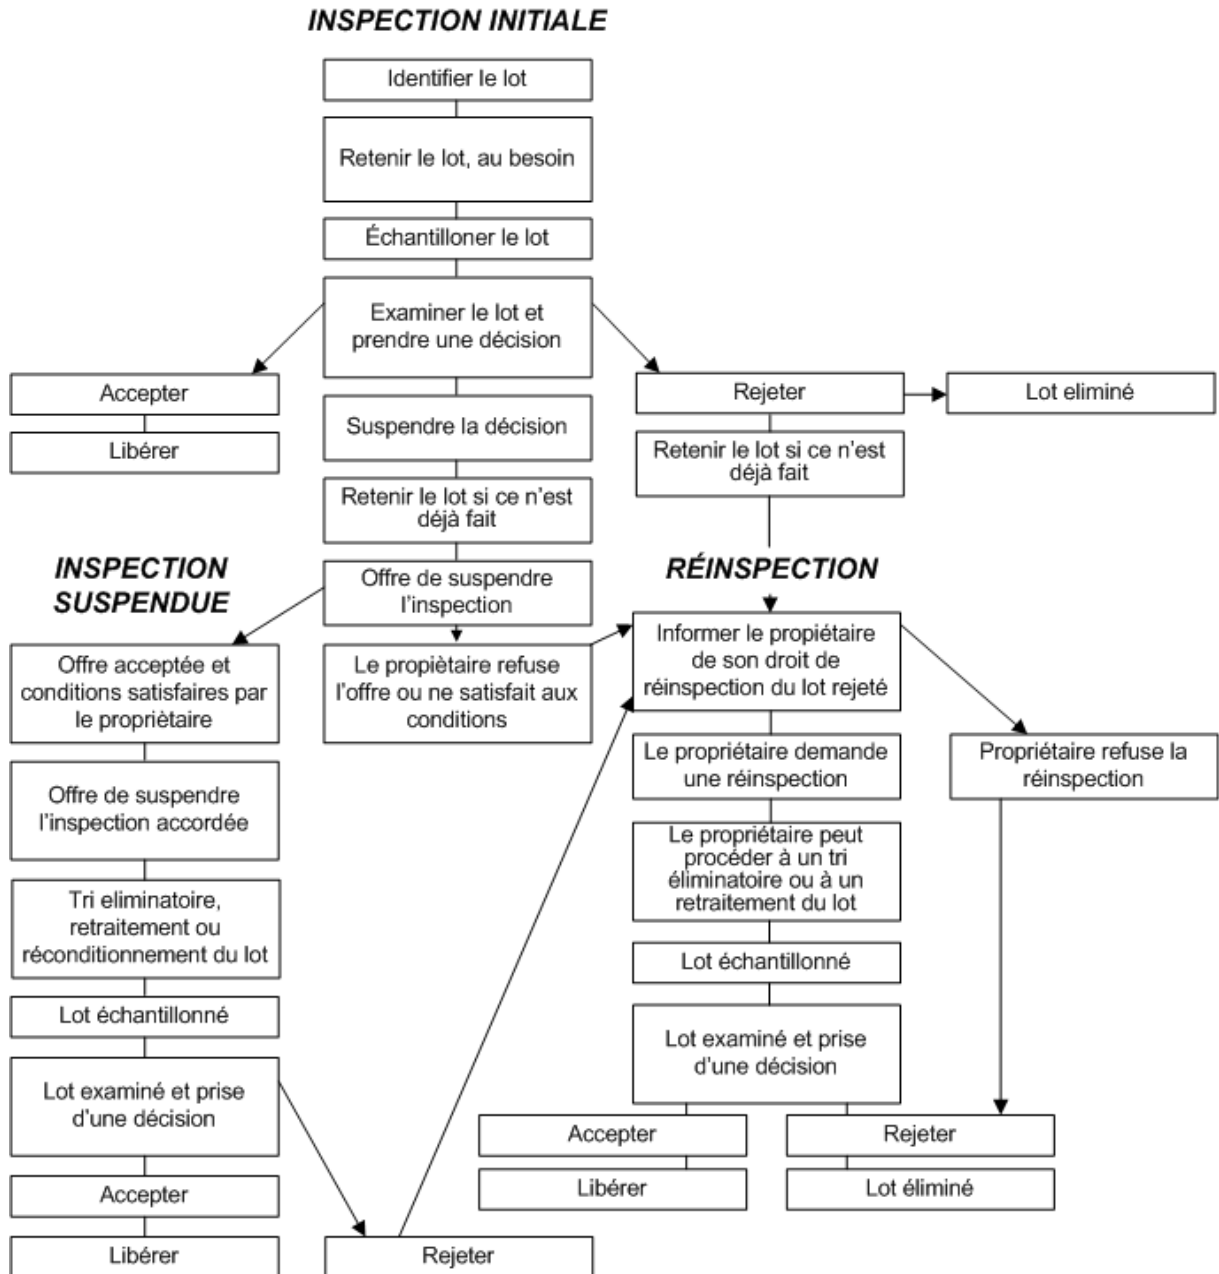 INSPECTION INITIALE
Identifier le lot
Retenir le lot, au besoin
Échantilloner le lot
Examiner le lot et
prendre une décision
Accepter
Libérer
Rejeter
Lot eliminé
Suspendre la décision
Retenir le lot si ce n'est
déjà fait
Retenir le lot si ce n'est
déjà fait
Offre de suspendre
l'inspection
INSPECTION
SUSPENDUE
Offre acceptée et
conditions satisfaires par
le propriètaire
Offre de suspendre
l'inspection accordée
Tri eliminatoire,
retraitement ou
réconditionnement du lot
Lot échantillonné
Lot examiné et prise
d'une décision
Accepter
Libérer
Rejeter
Le propiètaire refuse
l'offre ou ne satisfait aux
conditions
RÉINSPECTION
Informer le propiétaire
de son droit de
réinspection du lot rejeté
Le propriétaire demande
une réinspection
Propriétaire refuse la
réinspection
Le propriétaire peut
procéder à un tri
éliminatoire ou à un
retraitement du lot
Lot échantillonné
Lot examiné et prise
d'une décision
Accepter
Libérer
Rejeter
Lot éliminé